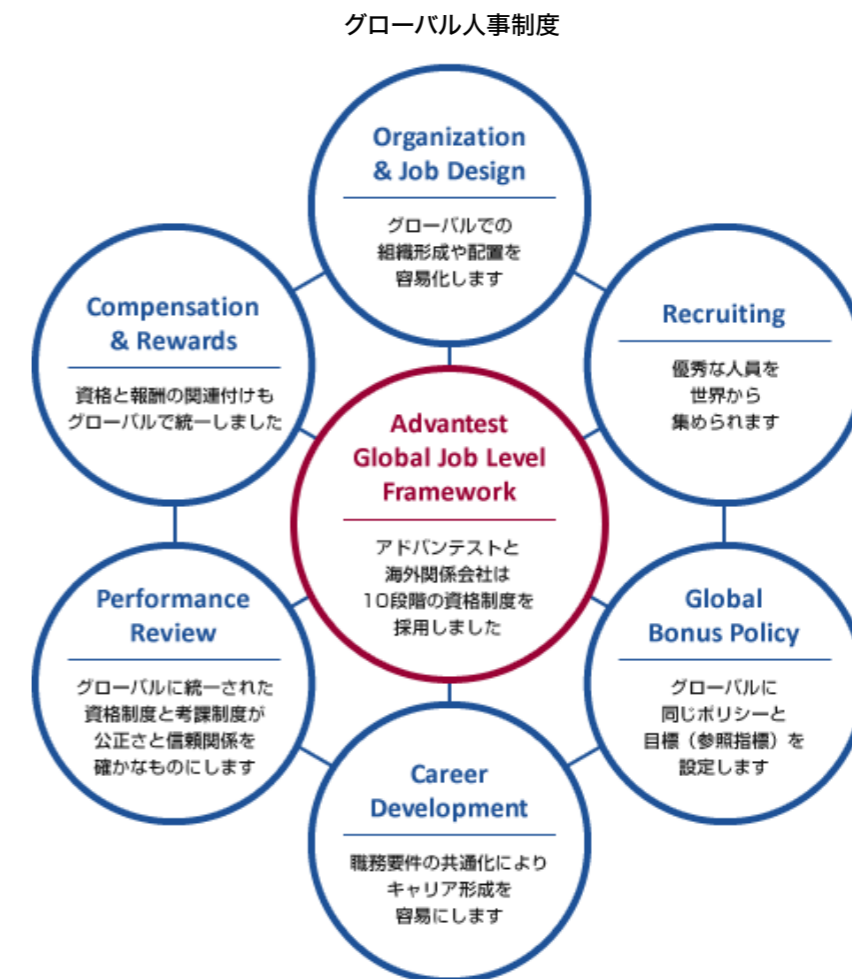 グローバル人事制度
Organization
& Job Design
グローバルでの
組織形成や配置を
容易化します
Compensation
& Rewards
資格と報酬の関連付けも
グローバルで統一しました
Recruiting
優秀な人員を
世界から
集められます
Advantest
Global Job Level
Framework
アドバンテストと
海外関係会社は
10段階の資格制度を
採用しました
Performance
Review
グローバルに統一された
資格制度と考課制度が
公正さと信頼関係を
確かなものにします
Global
Bonus Policy
グローバルに
同じポリシーと
目標（参照指標）を
設定します
Career
Development
職務要件の共通化により
キャリア形成を
容易にします